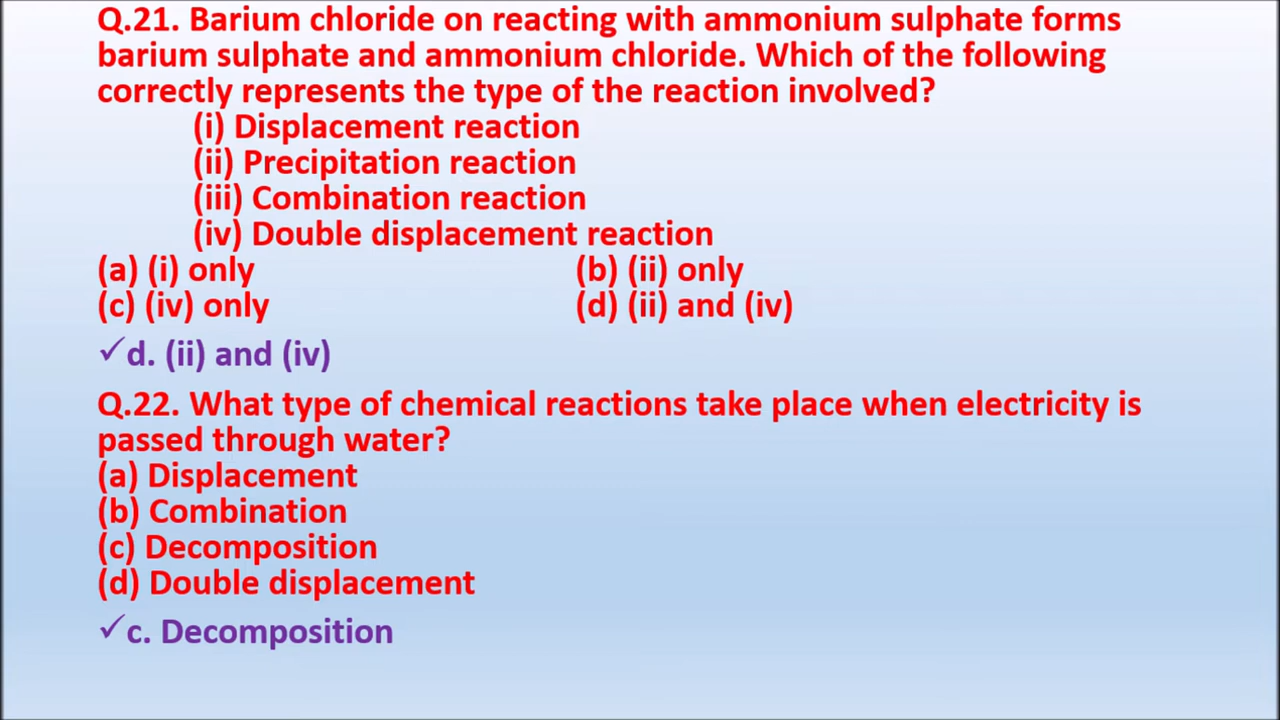 Q.21. Barium chloride on reacting with ammonium sulphate forms
barium sulphate and ammonium chloride. Which of the following
correctly represents the type of the reaction involved?
(i) Displacement reaction
(ii) Precipitation reaction
(iii) Combination reaction
(iv) Double displacement reaction
(a) (i) only (b) (ii) only
(c) (iv) only (d) (ii) and (iv)
✓d. (ii) and (iv)
Q.22. What type of chemical reactions take place when electricity is
passed through water?
(a) Displacement
(b) Combination
(c) Decomposition
(d) Double displacement
✓c. Decomposition